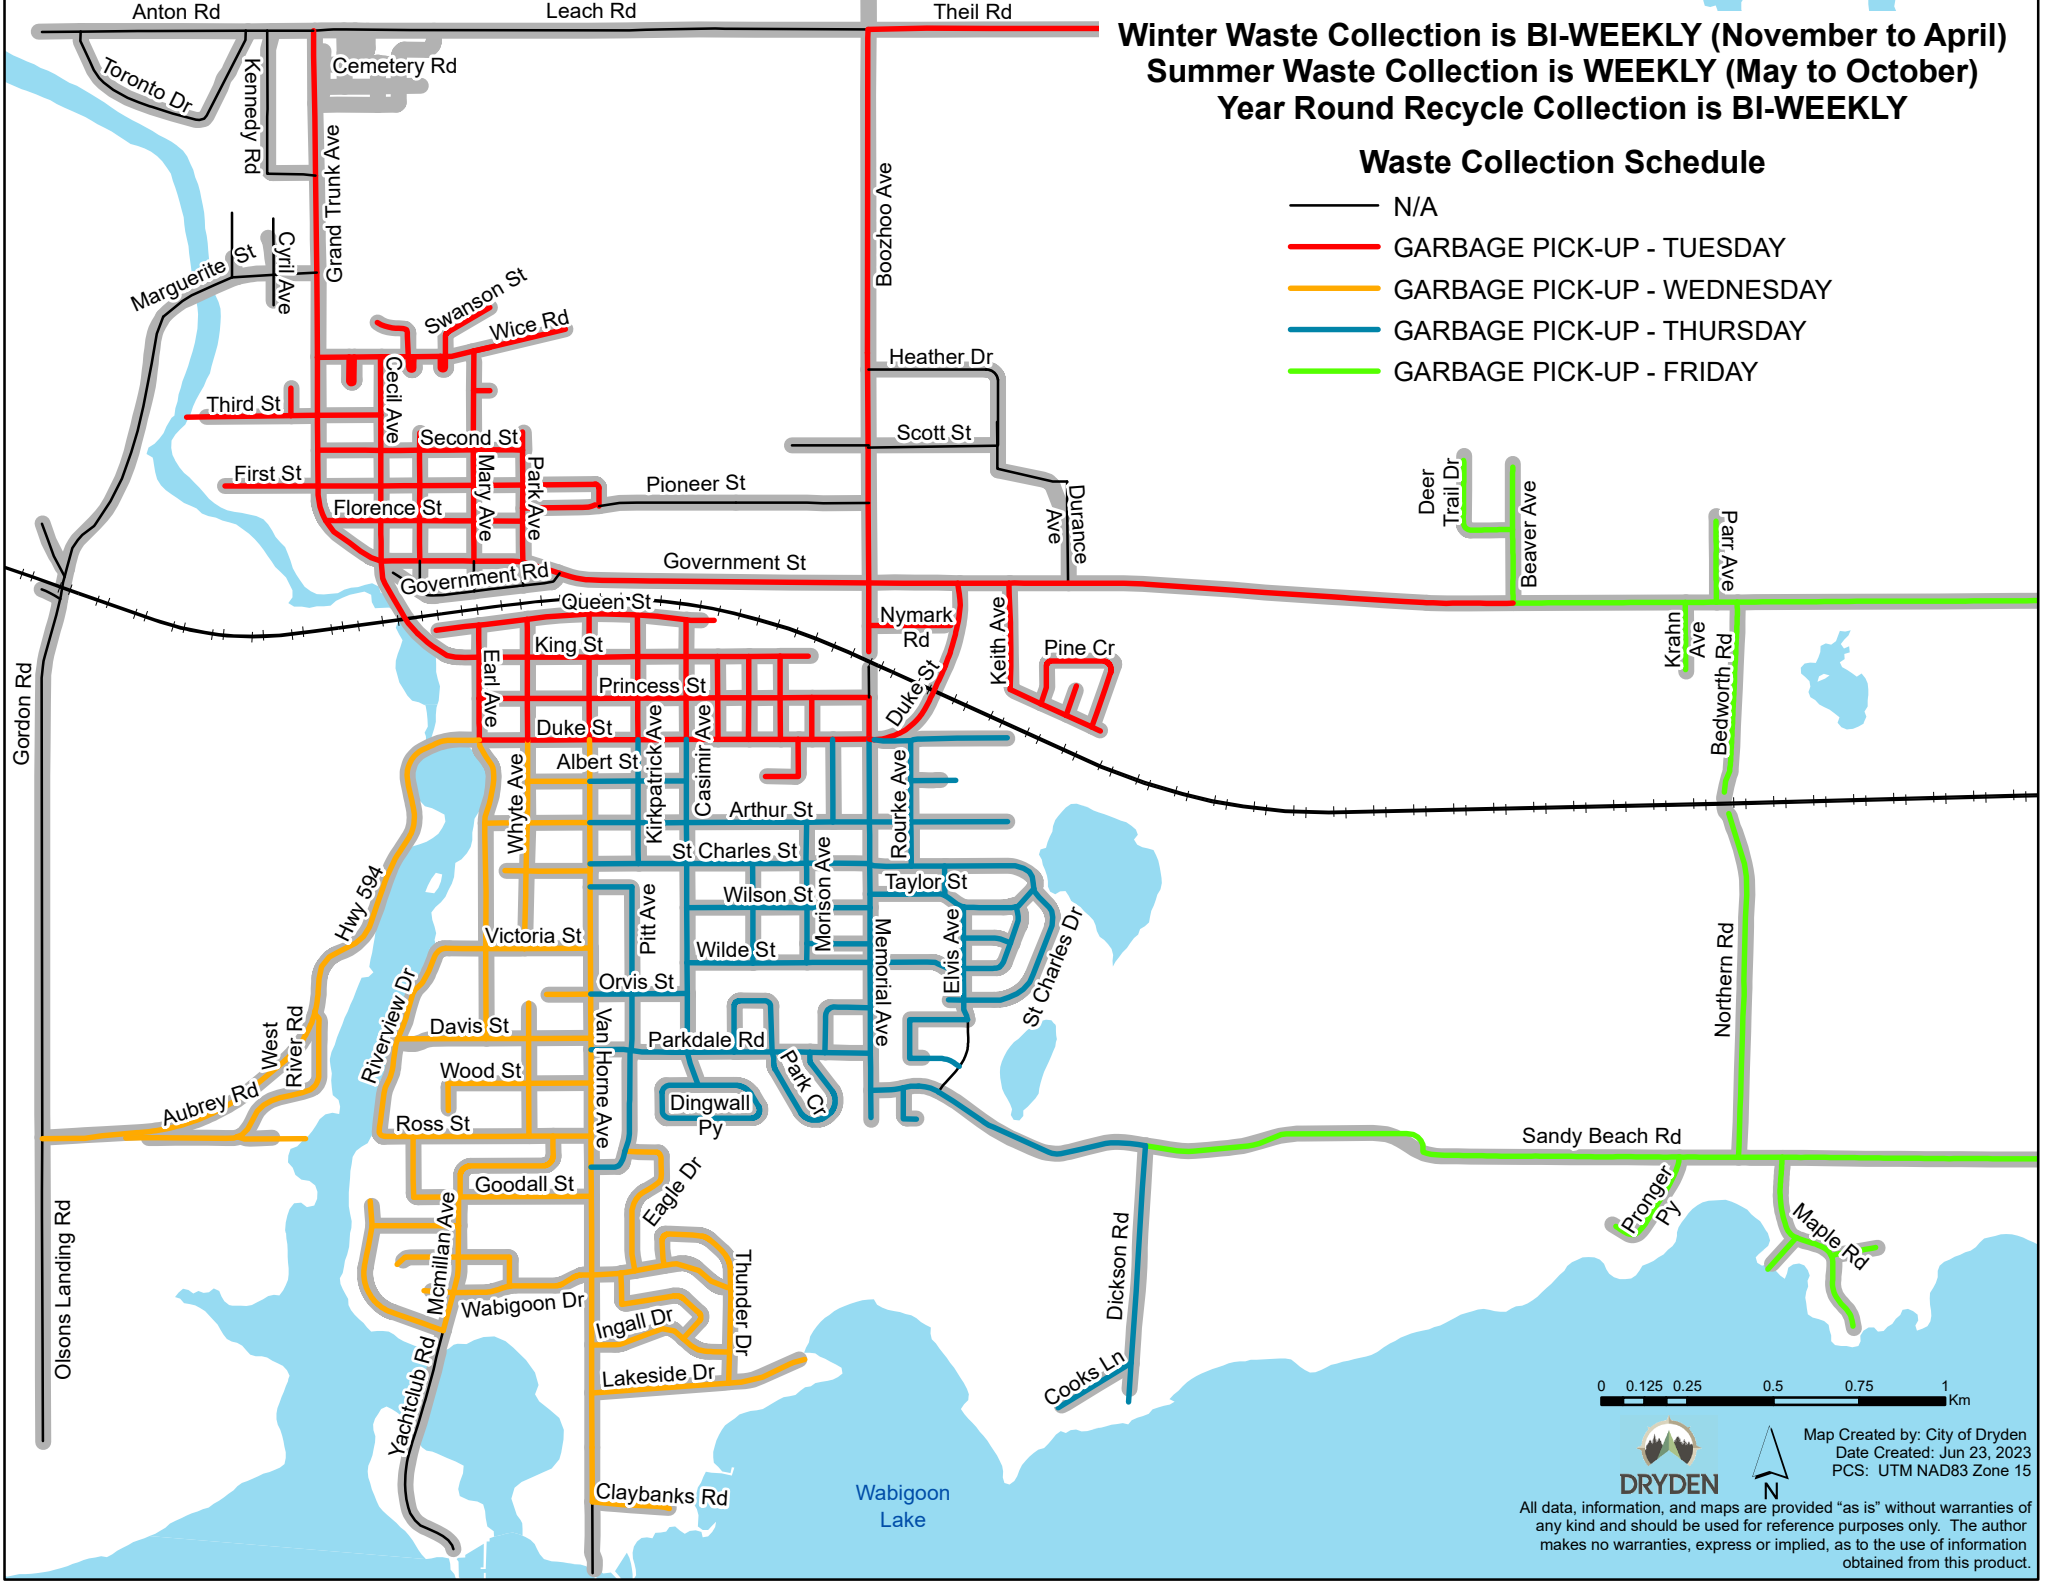 Anton Rd
Leach Rd
Theil Rd
Winter Waste Collection is BI-WEEKLY (November to April)
Summer Waste Collection is WEEKLY (May to October)
Year Round Recycle Collection is BI-WEEKLY
Waste Collection Schedule
N/A
GARBAGE PICK-UP - TUESDAY
GARBAGE PICK-UP - WEDNESDAY
GARBAGE PICK-UP - THURSDAY
GARBAGE PICK-UP - FRIDAY
Toronto Dr
Kennedy Rd
Cemetery Rd
Grand Trunk Ave
Boozhoo Ave
Marguerite St
Cyril Ave
Swanson St
Wice Rd
Heather Dr
Cecil Ave
Third St
Second St
Scott St
First St
Mary Ave
Park Ave
Pioneer St
Florence St
Durance
Ave
Deer
Trail Dr
Beaver Ave
Parr Ave
Government St
Government Rd
Queen St
Nymark
Rd
King St
Keith Ave
Pine Cr
Krahn
Ave
Bedworth Rd
Gordon Rd
Earl Ave
Princess St
Duke St
Duke St
Kirkpatrick Ave
Casimir Ave
Albert St
Whyte Ave
Rourke Ave
Arthur St
St Charles St
Morison Ave
Taylor St
Hwy 594
Pitt Ave
Wilson St
Victoria St
Wilde St
Memorial Ave
Elvis Ave
St Charles Dr
Northern Rd
Orvis St
Riverview Dr
West
River Rd
Davis St
Van Horne Ave
Parkdale Rd
Wood St
Park Cr
Aubrey Rd
Dingwall
Py
Ross St
Sandy Beach Rd
Goodall St
Eagle Dr
Pronger
Py
Maple Rd
Olsons Landing Rd
Mcmillan Ave
Thunder Dr
Dickson Rd
Wabigoon Dr
Ingall Dr
Yachtclub Rd
Lakeside Dr
Cooks Ln
Claybanks Rd
Wabigoon
Lake
0 0.125 0.25 0.5 0.75 1
Km
DRYDEN
N
Map Created by: City of Dryden
Date Created: Jun 23, 2023
PCS: UTM NAD83 Zone 15
All data, information, and maps are provided “as is” without warranties of
any kind and should be used for reference purposes only. The author
makes no warranties, express or implied, as to the use of information
obtained from this product.